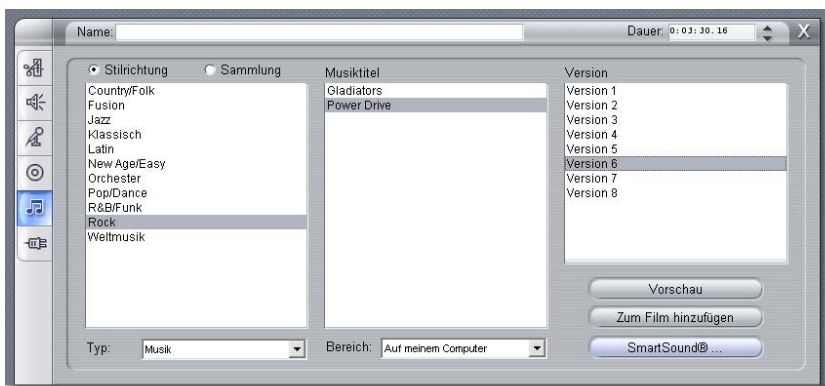 Name:
Dauer: 0:03:30.16
X
Stilrichtung
Sammlung
Musiktitel
Version
Country/Folk
Fusion
Jazz
Klassisch
Latin
New Age/Easy
Orchester
Pop/Dance
R&B/Funk
Rock
Weltmusik
Gladiators
Power Drive
Version 1
Version 2
Version 3
Version 4
Version 5
Version 6
Version 7
Version 8
Vorschau
Zum Film hinzufügen
Typ: Musik
Bereich: Auf meinem Computer
SmartSound® ...